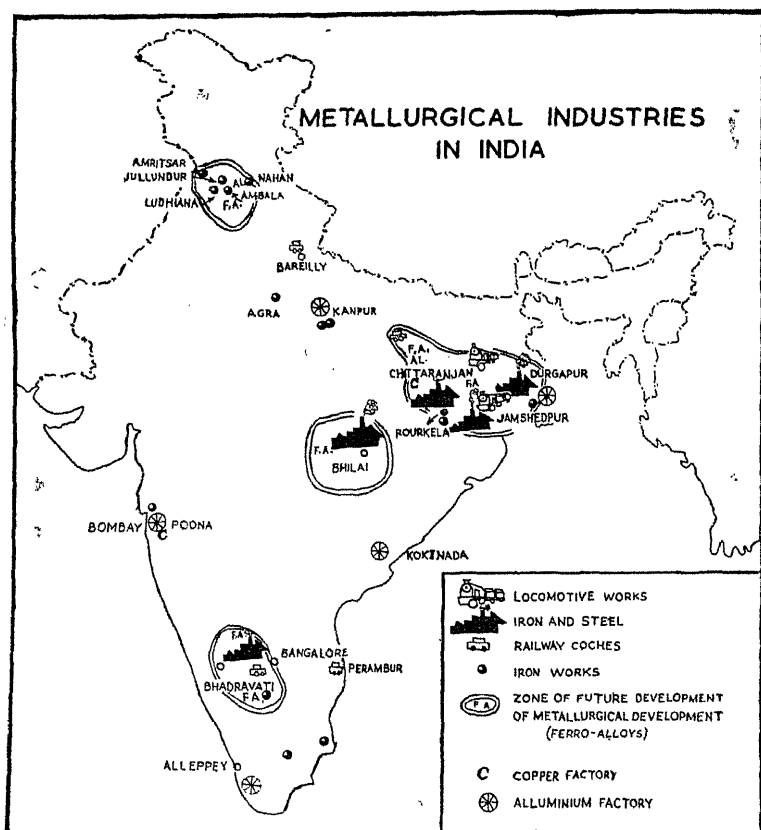 METALLURGICAL INDUSTRIES
IN INDIA
AMRITSAR
JULLUNDUR
AL.
NAHAN
AMBALA
LUDHIANA
F.A.
BAREILLY
AGRA
KANPUR
F.A.
AL.
CHITTARANJAN
F.A.
DURGAPUR
C
JAMSHEDPUR
ROURKELA
F.A.
BHILAI
BOMBAY
POONA
C
KOKINADA
F.A.
BANGALORE
BHADRAVATI
F.A.
PERAMBUR
ALLEPPEY
LOCOMOTIVE WORKS
IRON AND STEEL
RAILWAY COCHES
IRON WORKS
F.A.
ZONE OF FUTURE DEVELOPMENT
OF METALLURGICAL DEVELOPMENT
(FERRO-ALLOYS)
C COPPER FACTORY
ALLUMINIUM FACTORY